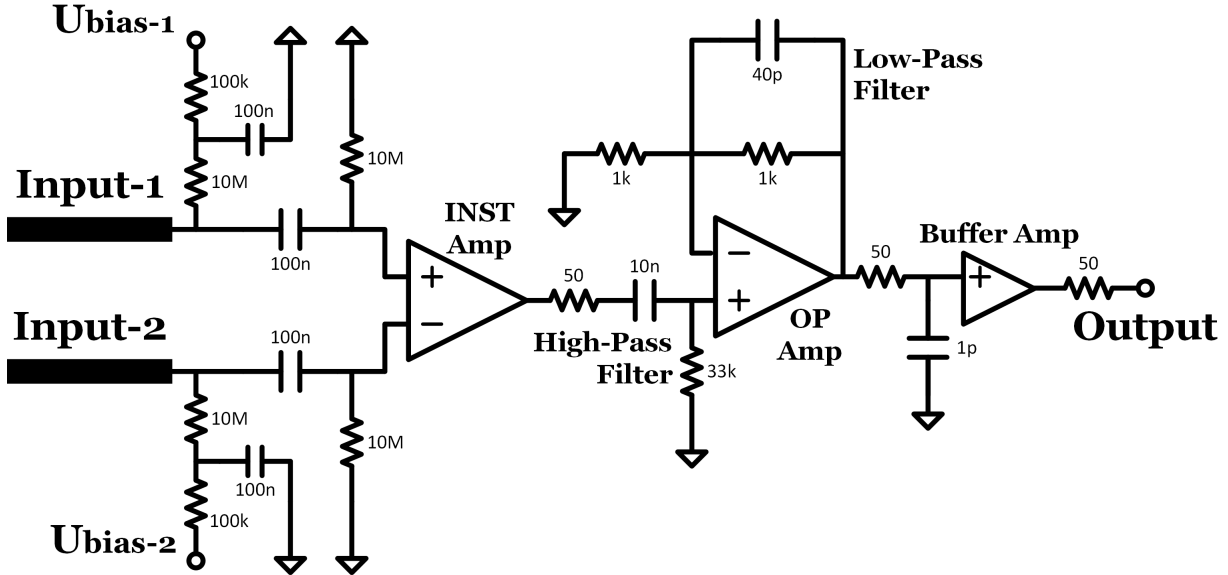 Ubias-1
100k
100n
10M
10M
Input-1
100n
INST
Amp
+
−
Input-2
100n
10M
10M
100n
100k
Ubias-2
50
10n
High-Pass
Filter
33k
40p
Low-Pass
Filter
1k
1k
−
+
OP
Amp
50
1p
Buffer Amp
+
50
Output